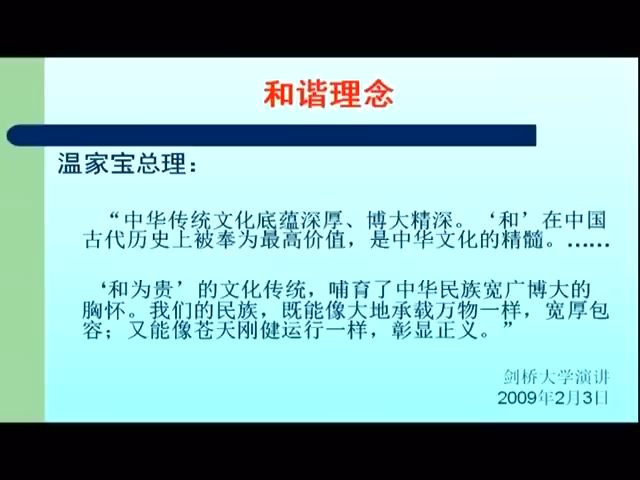 和谐理念
温家宝总理：
“中华传统文化底蕴深厚、博大精深。‘和’在中国
古代历史上被奉为最高价值，是中华文化的精髓。……
‘和为贵’的文化传统，哺育了中华民族宽广博大的
胸怀。我们的民族，既能像大地承载万物一样，宽厚包
容；又能像苍天刚健运行一样，彰显正义。”
剑桥大学演讲
2009年2月3日